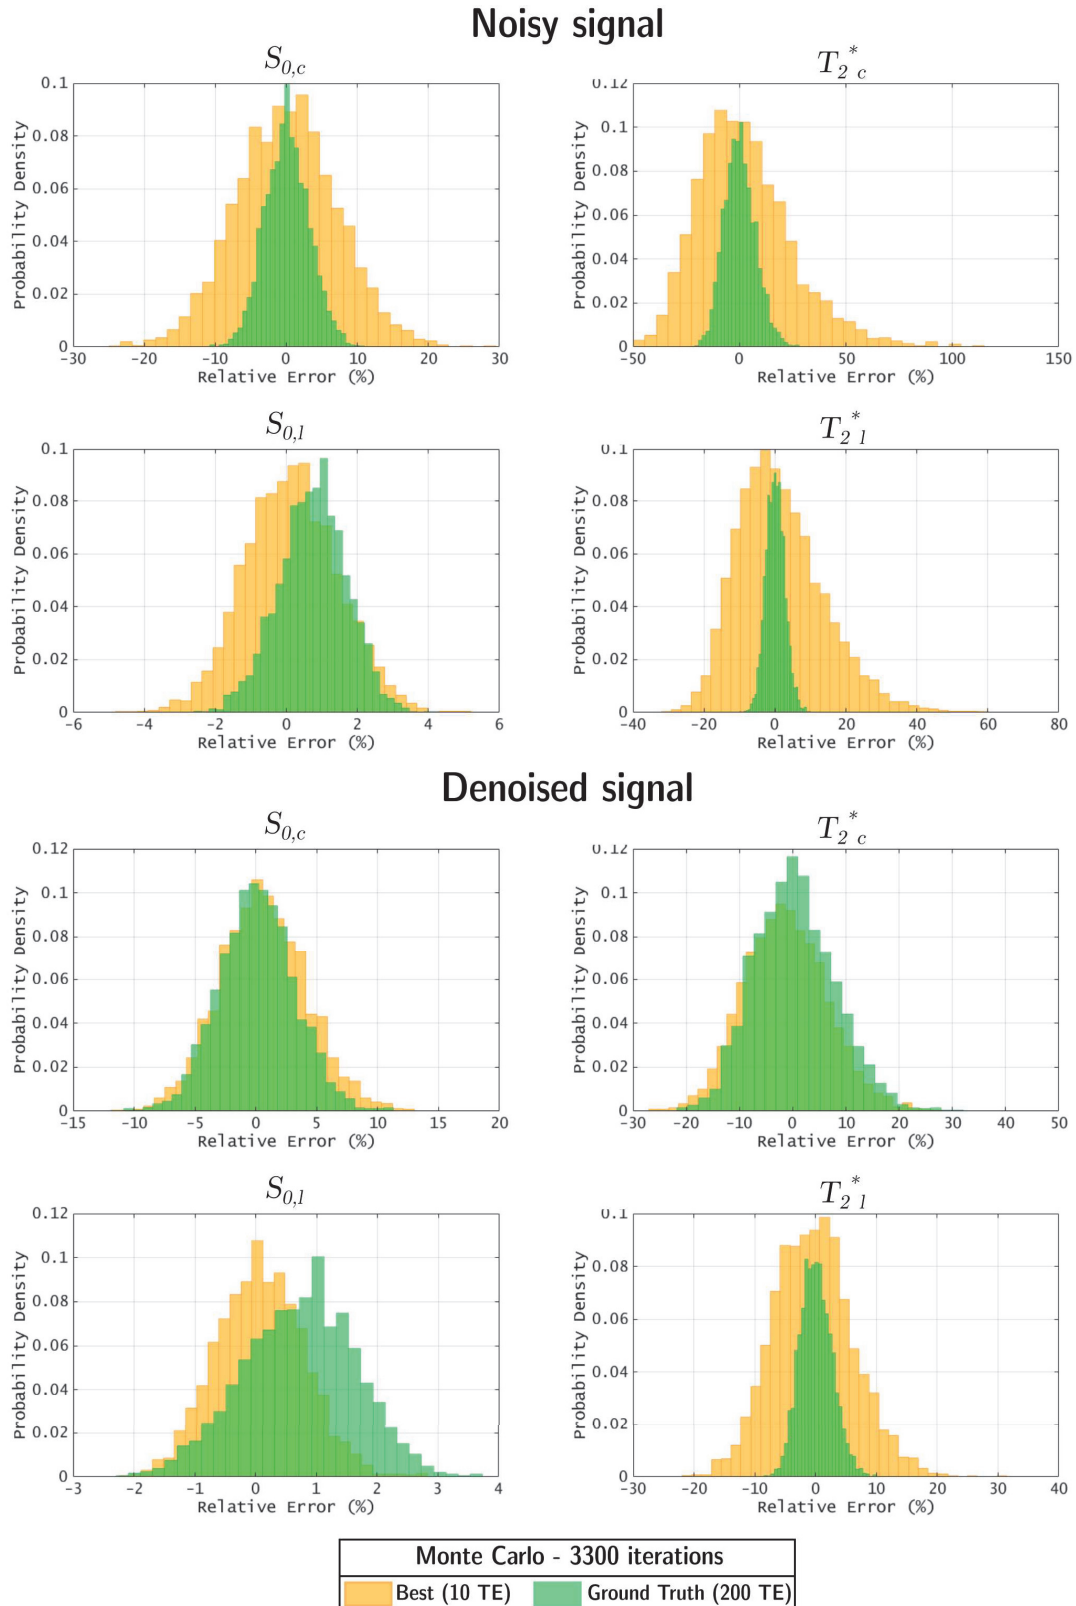 Noisy signal
S0,c
T2*c
Probability Density
0.1
0.08
0.06
0.04
0.02
0
-30 -20 -10 0 10 20 30
Relative Error (%)
Probability Density
0.12
0.1
0.08
0.06
0.04
0.02
0
-50 0 50 100 150
Relative Error (%)
S0,l
T2*l
Probability Density
0.1
0.08
0.06
0.04
0.02
0
-6 -4 -2 0 2 4 6
Relative Error (%)
Probability Density
0.1
0.08
0.06
0.04
0.02
0
-40 -20 0 20 40 60 80
Relative Error (%)
Denoised signal
S0,c
T2*c
Probability Density
0.12
0.1
0.08
0.06
0.04
0.02
0
-15 -10 -5 0 5 10 15 20
Relative Error (%)
Probability Density
0.12
0.1
0.08
0.06
0.04
0.02
0
-30 -20 -10 0 10 20 30 40 50
Relative Error (%)
S0,l
T2*l
Probability Density
0.12
0.1
0.08
0.06
0.04
0.02
0
-3 -2 -1 0 1 2 3 4
Relative Error (%)
Probability Density
0.1
0.08
0.06
0.04
0.02
0
-30 -20 -10 0 10 20 30 40
Relative Error (%)
Monte Carlo - 3300 iterations
Best (10 TE) Ground Truth (200 TE)